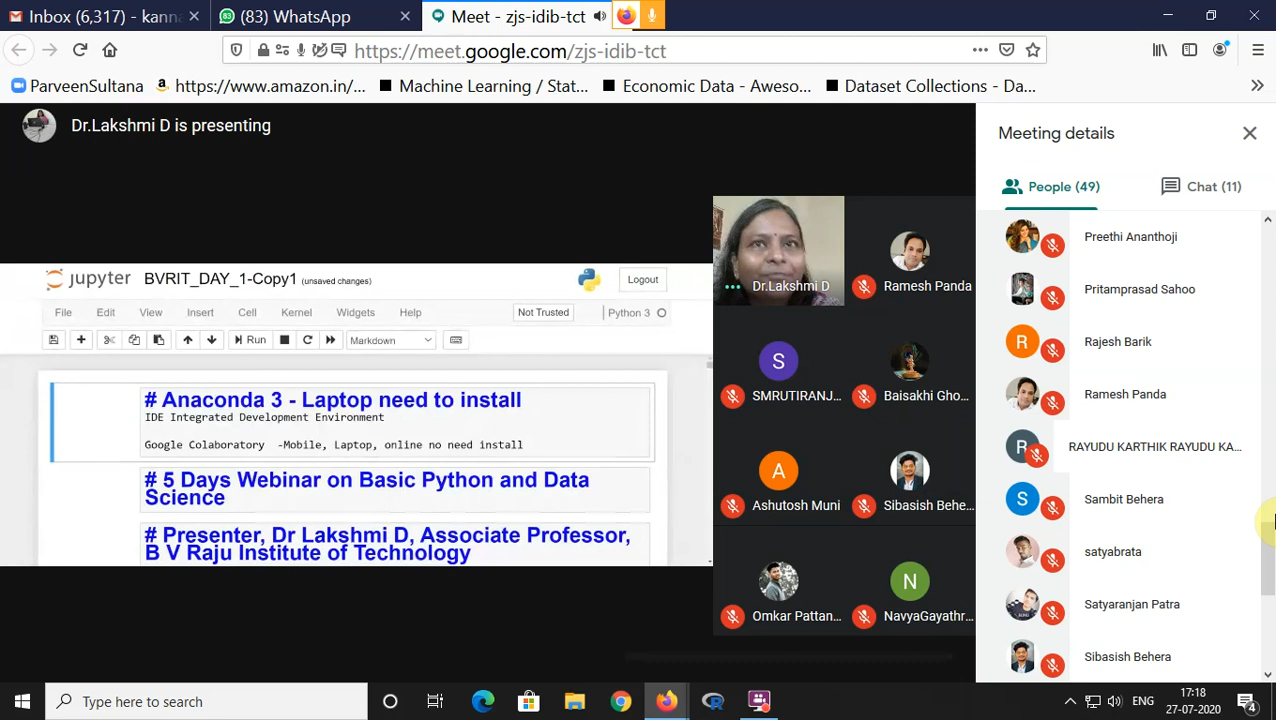 Inbox (6,317) - kann
(83) WhatsApp
Meet - zjs-idib-tct
https://meet.google.com/zjs-idib-tct
ParveenSultana
https://www.amazon.in/...
Machine Learning / Stat...
Economic Data - Aweso...
Dataset Collections - Da...
Dr.Lakshmi D is presenting
Meeting details
People (49)
Chat (11)
jupyter BVRIT_DAY_1-Copy1 (unsaved changes)
Logout
File Edit View Insert Cell Kernel Widgets Help
Not Trusted
Python 3
Run
Markdown
# Anaconda 3 - Laptop need to install
IDE Integrated Development Environment
Google Colaboratory -Mobile, Laptop, online no need install
# 5 Days Webinar on Basic Python and Data
Science
# Presenter, Dr Lakshmi D, Associate Professor,
B V Raju Institute of Technology
Dr.Lakshmi D
Ramesh Panda
S
SMRUTIRANJ...
Baisakhi Gho...
A
Ashutosh Muni
Sibasish Behe...
Omkar Pattan...
N
NavyaGayathr...
Preethi Ananthoji
Pritamprasad Sahoo
R
Rajesh Barik
Ramesh Panda
R
RAYUDU KARTHIK RAYUDU KA...
S
Sambit Behera
satyabrata
Satyaranjan Patra
Sibasish Behera
Type here to search
R
ENG
17:18
27-07-2020
4